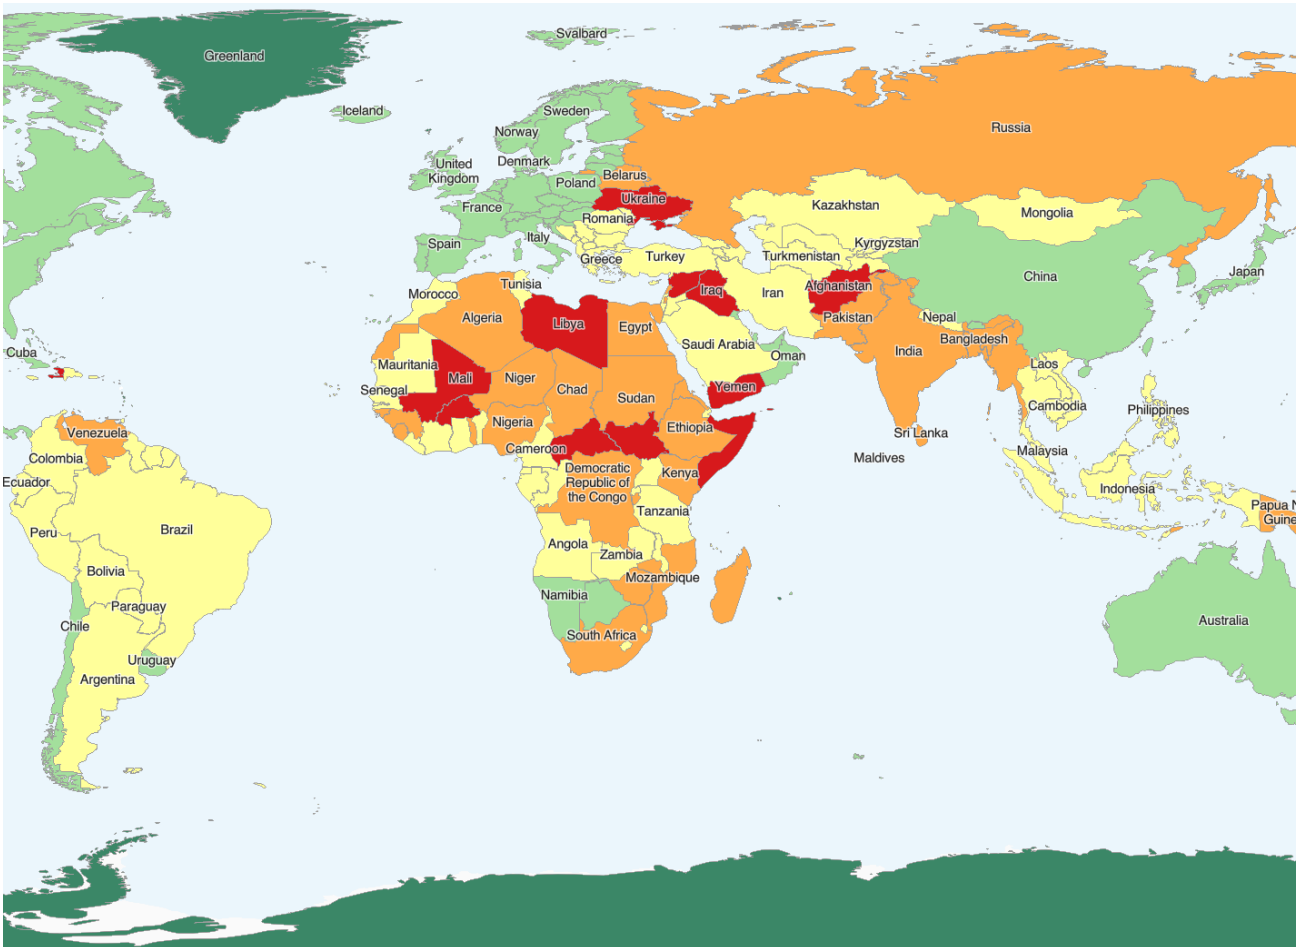 Greenland
Svalbard
Iceland
Sweden
Norway
Russia
Denmark
United
Kingdom
Belarus
Poland
Ukraine
France
Kazakhstan
Mongolia
Romania
Italy
Spain
Kyrgyzstan
Greece
Turkey
Turkmenistan
China
Japan
Tunisia
Morocco
Iraq
Iran
Afghanistan
Algeria
Libya
Egypt
Pakistan
Nepal
Bangladesh
Saudi Arabia
India
Cuba
Oman
Laos
Mauritania
Mali
Niger
Chad
Yemen
Senegal
Sudan
Cambodia
Philippines
Nigeria
Ethiopia
Venezuela
Sri Lanka
Cameroon
Colombia
Maldives
Malaysia
Democratic
Republic of
the Congo
Kenya
Ecuador
Indonesia
Papua N
Guine
Tanzania
Peru
Brazil
Angola
Zambia
Bolivia
Mozambique
Namibia
Paraguay
Chile
Australia
South Africa
Uruguay
Argentina